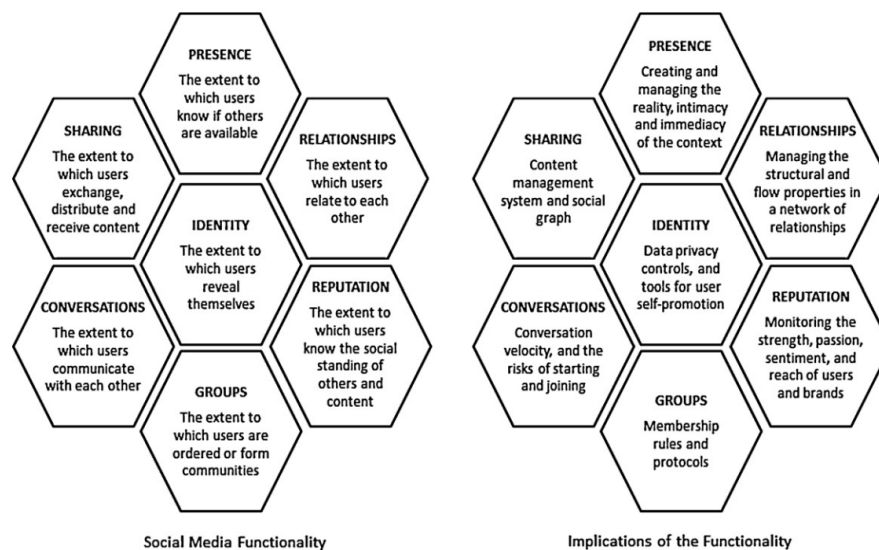 PRESENCE
The extent to
which users
know if others
are available
SHARING
The extent to
which users
exchange,
distribute and
receive content
RELATIONSHIPS
The extent to
which users
relate to each
other
IDENTITY
The extent to
which users
reveal
themselves
CONVERSATIONS
The extent to
which users
communicate
with each other
REPUTATION
The extent to
which users
know the social
standing of
others and
content
GROUPS
The extent to
which users are
ordered or form
communities
Social Media Functionality
PRESENCE
Creating and
managing the
reality, intimacy
and immediacy
of the context
SHARING
Content
management
system and social
graph
RELATIONSHIPS
Managing the
structural and
flow properties in
a network of
relationships
IDENTITY
Data privacy
controls, and
tools for user
self-promotion
CONVERSATIONS
Conversation
velocity, and the
risks of starting
and joining
REPUTATION
Monitoring the
strength, passion,
sentiment, and
reach of users
and brands
GROUPS
Membership
rules and
protocols
Implications of the Functionality